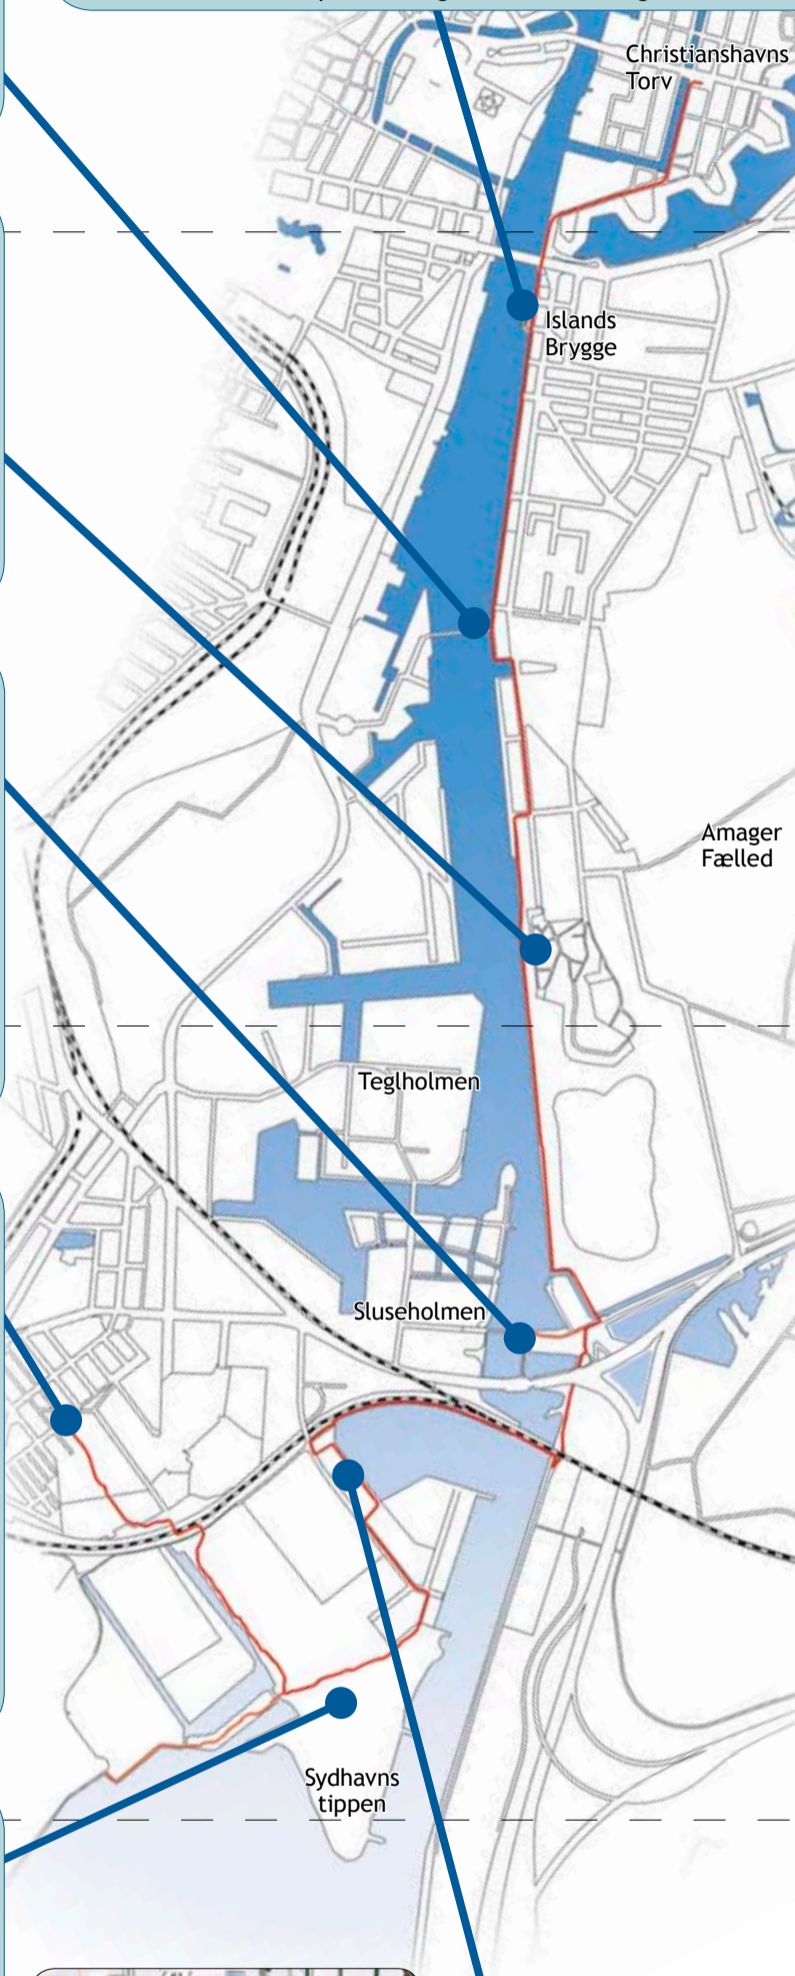 Christianshavns
Torv
Islands
Brygge
Amager
Fælled
Teglholmen
Sluseholmen
Sydhavns
tippen